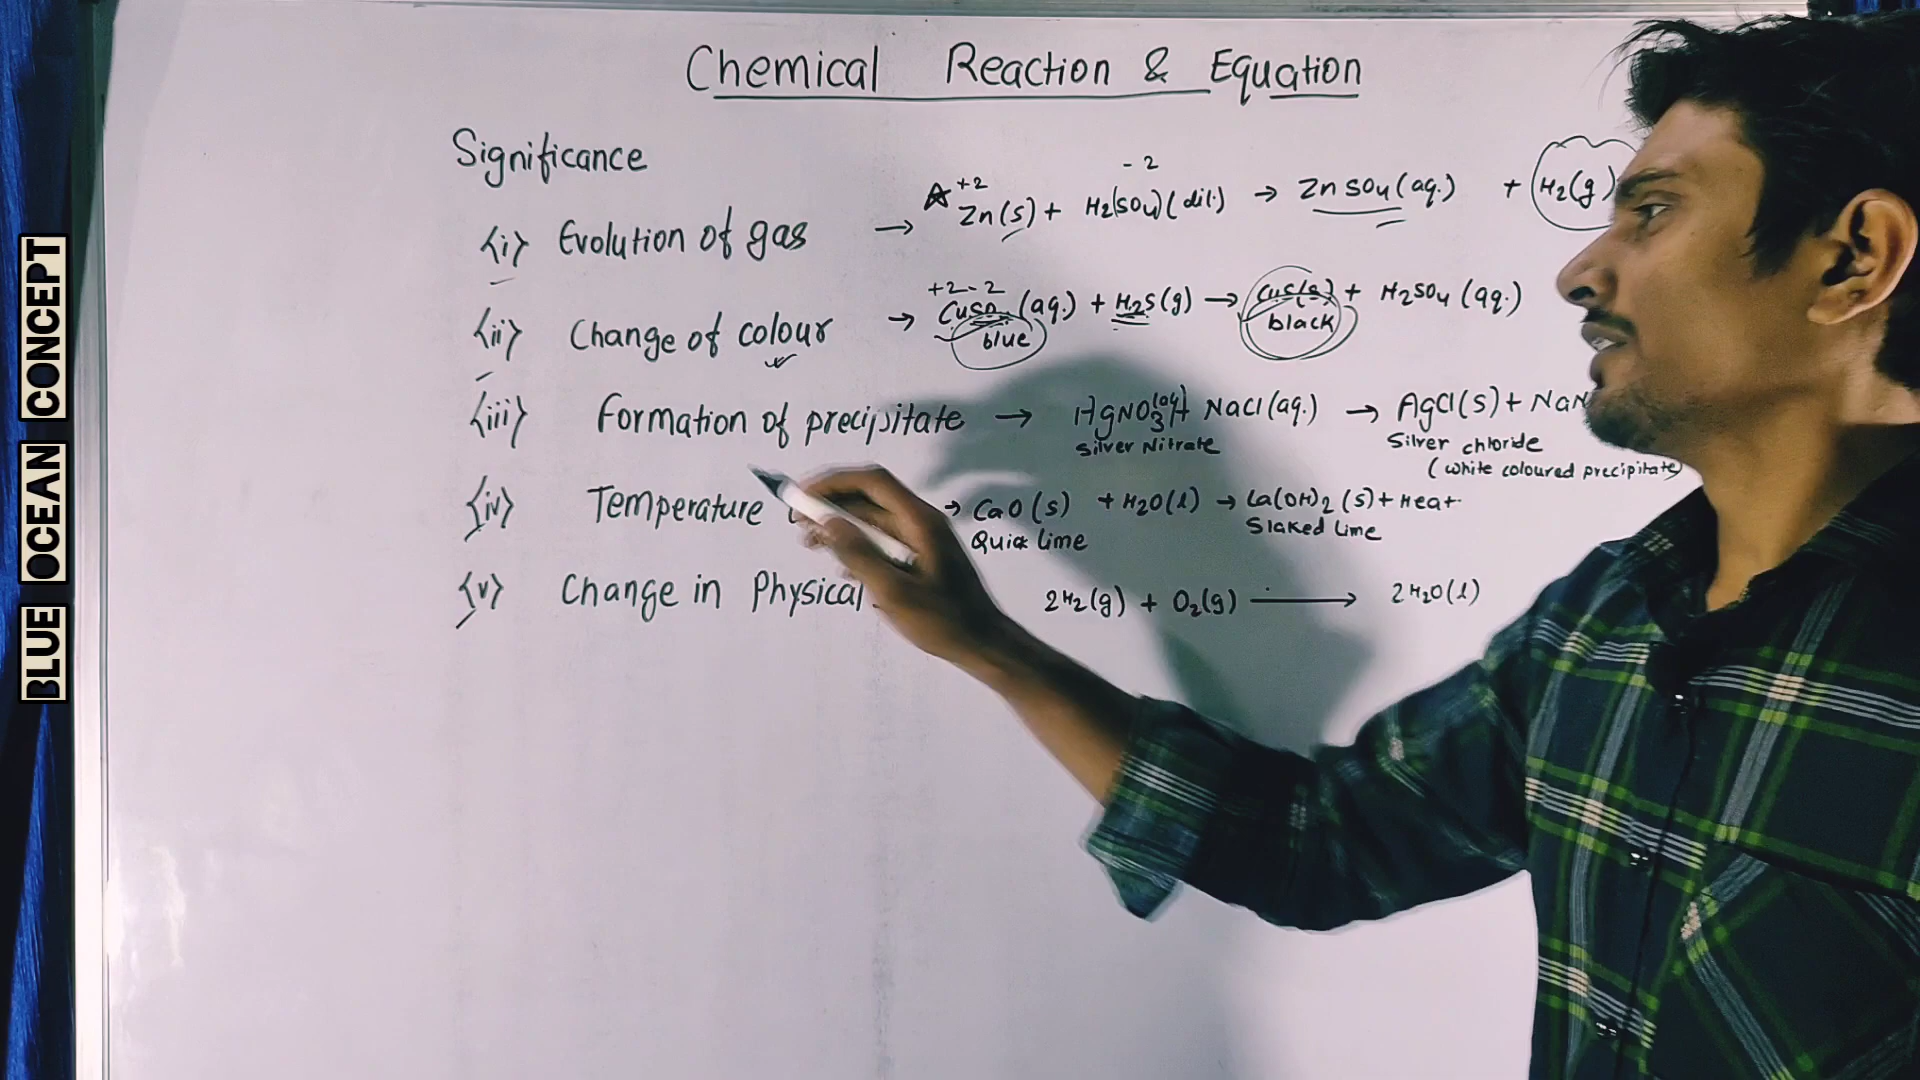 Chemical Reaction & Equation
Significance
<i> Evolution of gas → +2 Zn(s) + H2(SO4)(dil.) -2 → ZnSO4(aq.) + H2(g)
<ii> Change of colour → +2 -2 (aq.) + H2S(g) → CuS(s) + H2SO4(aq.)
blue black
<iii> Formation of precipitate → HgNO3(aq) + NaCl(aq.) → AgCl(s) + NaN
Silver Nitrate Silver chloride
(white coloured precipitate)
<iv> Temperature → CaO(s) + H2O(l) → Ca(OH)2(s) + Heat
Quick lime Slaked Lime
<v> Change in Physical 2H2(g) + O2(g) → 2H2O(l)
BLUE OCEAN CONCEPT